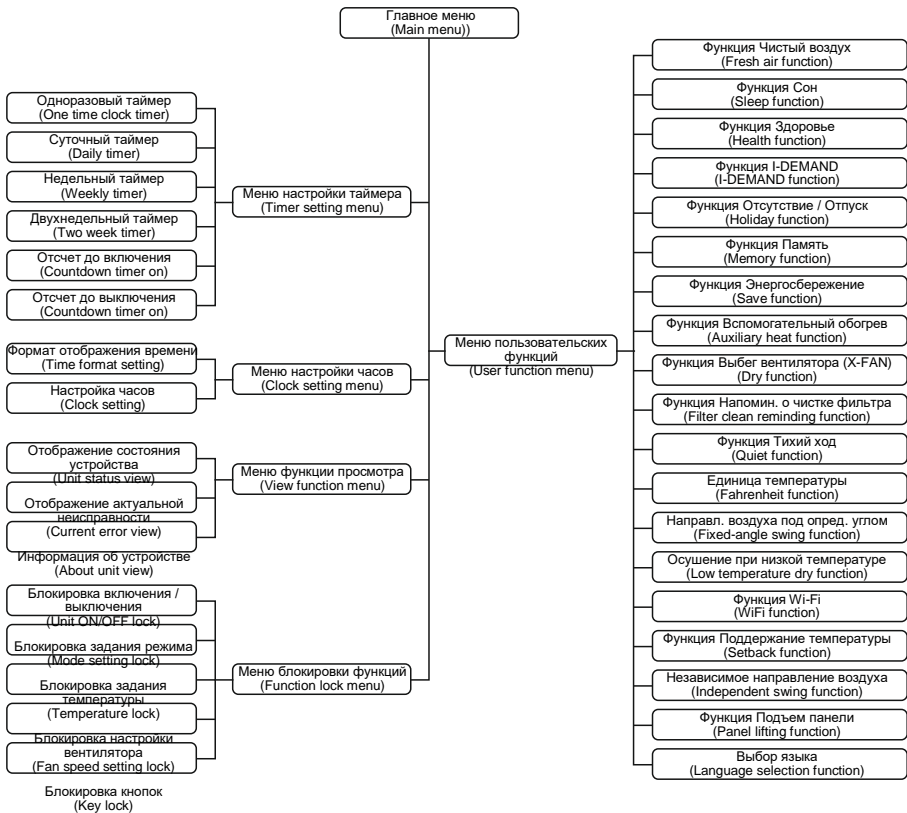 Главное меню
(Main menu))
Одноразовый таймер
(One time clock timer)
Суточный таймер
(Daily timer)
Недельный таймер
(Weekly timer)
Двухнедельный таймер
(Two week timer)
Отсчет до включения
(Countdown timer on)
Отсчет до выключения
(Countdown timer on)
Меню настройки таймера
(Timer setting menu)
Формат отображения времени
(Time format setting)
Настройка часов
(Clock setting)
Меню настройки часов
(Clock setting menu)
Отображение состояния
устройства
(Unit status view)
Отображение актуальной
неисправности
(Current error view)
Информация об устройстве
(About unit view)
Меню функции просмотра
(View function menu)
Блокировка включения /
выключения
(Unit ON/OFF lock)
Блокировка задания режима
(Mode setting lock)
Блокировка задания
температуры
(Temperature lock)
Блокировка настройки
вентилятора
(Fan speed setting lock)
Блокировка кнопок
(Key lock)
Меню блокировки функций
(Function lock menu)
Меню пользовательских
функций
(User function menu)
Функция Чистый воздух
(Fresh air function)
Функция Сон
(Sleep function)
Функция Здоровье
(Health function)
Функция I-DEMAND
(I-DEMAND function)
Функция Отсутствие / Отпуск
(Holiday function)
Функция Память
(Memory function)
Функция Энергосбережение
(Save function)
Функция Вспомогательный обогрев
(Auxiliary heat function)
Функция Выбег вентилятора (X-FAN)
(Dry function)
Функция Напомин. о чистке фильтра
(Filter clean reminding function)
Функция Тихий ход
(Quiet function)
Единица температуры
(Fahrenheit function)
Направл. воздуха под опред. углом
(Fixed-angle swing function)
Осушение при низкой температуре
(Low temperature dry function)
Функция Wi-Fi
(WiFi function)
Функция Поддержание температуры
(Setback function)
Независимое направление воздуха
(Independent swing function)
Функция Подъем панели
(Panel lifting function)
Выбор языка
(Language selection function)